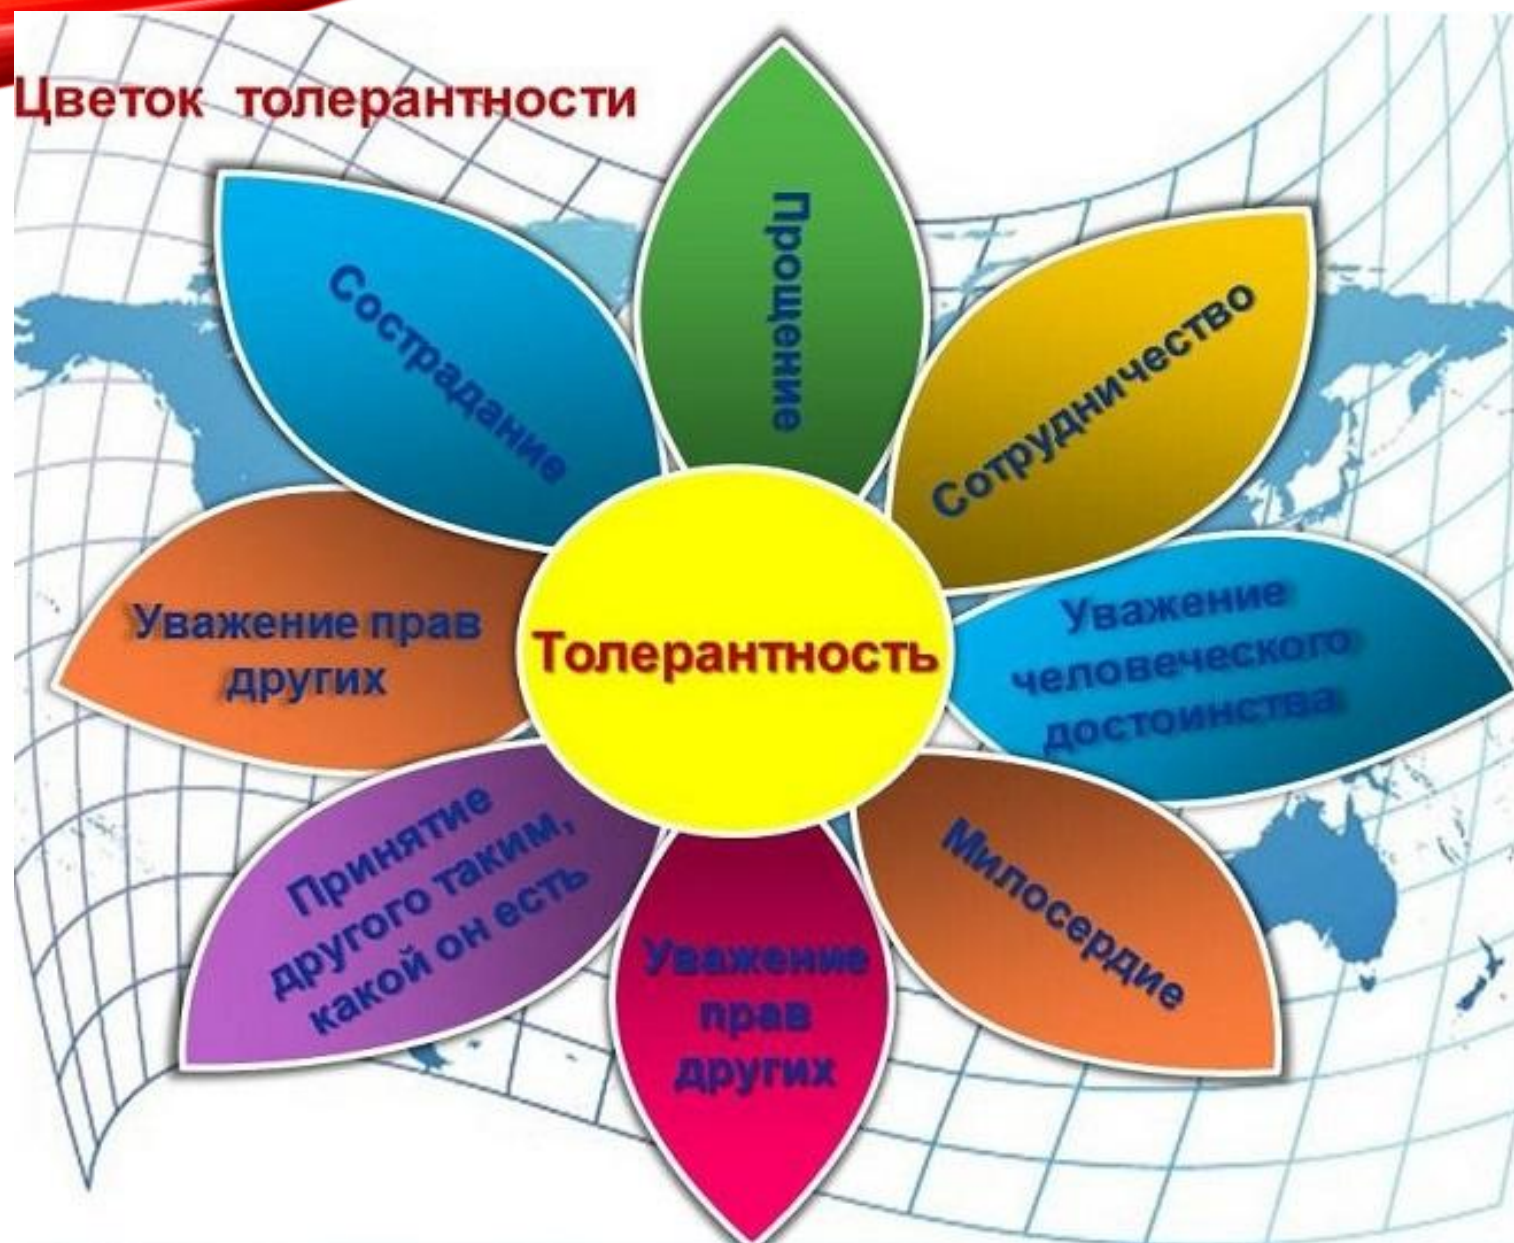 Цветок толерантности
Прощение
Сострадание
Сотрудничество
Уважение прав
других
Толерантность
Уважение
человеческого
достоинства
Принятие
другого таким,
какой он есть
Уважение
прав
других
Милосердие